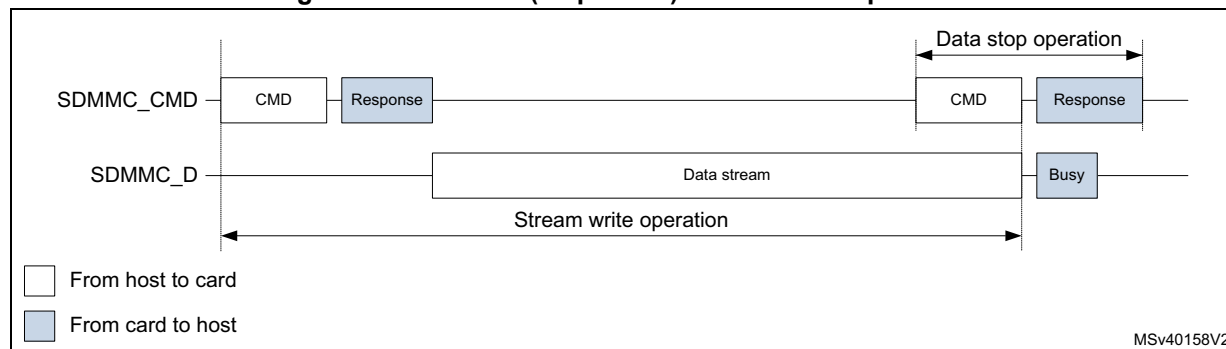 Data stop operation
SDMMC_CMD CMD Response CMD Response
SDMMC_D Data stream Busy
Stream write operation
From host to card
From card to host
MSv40158V2